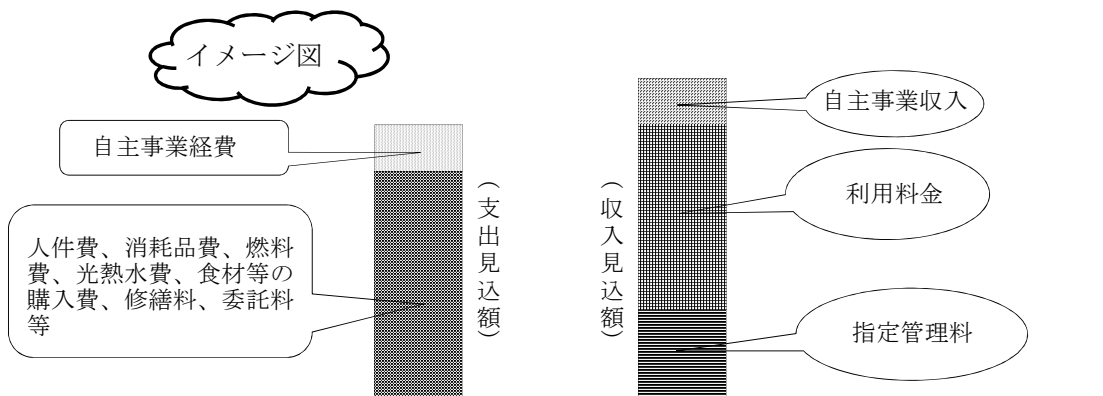 イメージ図
自主事業経費
人件費、消耗品費、燃料
費、光熱水費、食材等の
購入費、修繕料、委託料
等
（支出見込額）
（収入見込額）
自主事業収入
利用料金
指定管理料